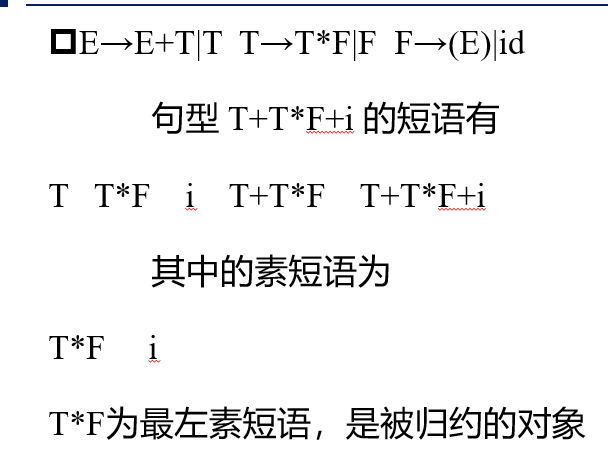 E→E+T|T T→T*F|F F→(E)|id
句型 T+T*F+i 的短语有
T T*F i T+T*F T+T*F+i
其中的素短语为
T*F i
T*F为最左素短语，是被归约的对象